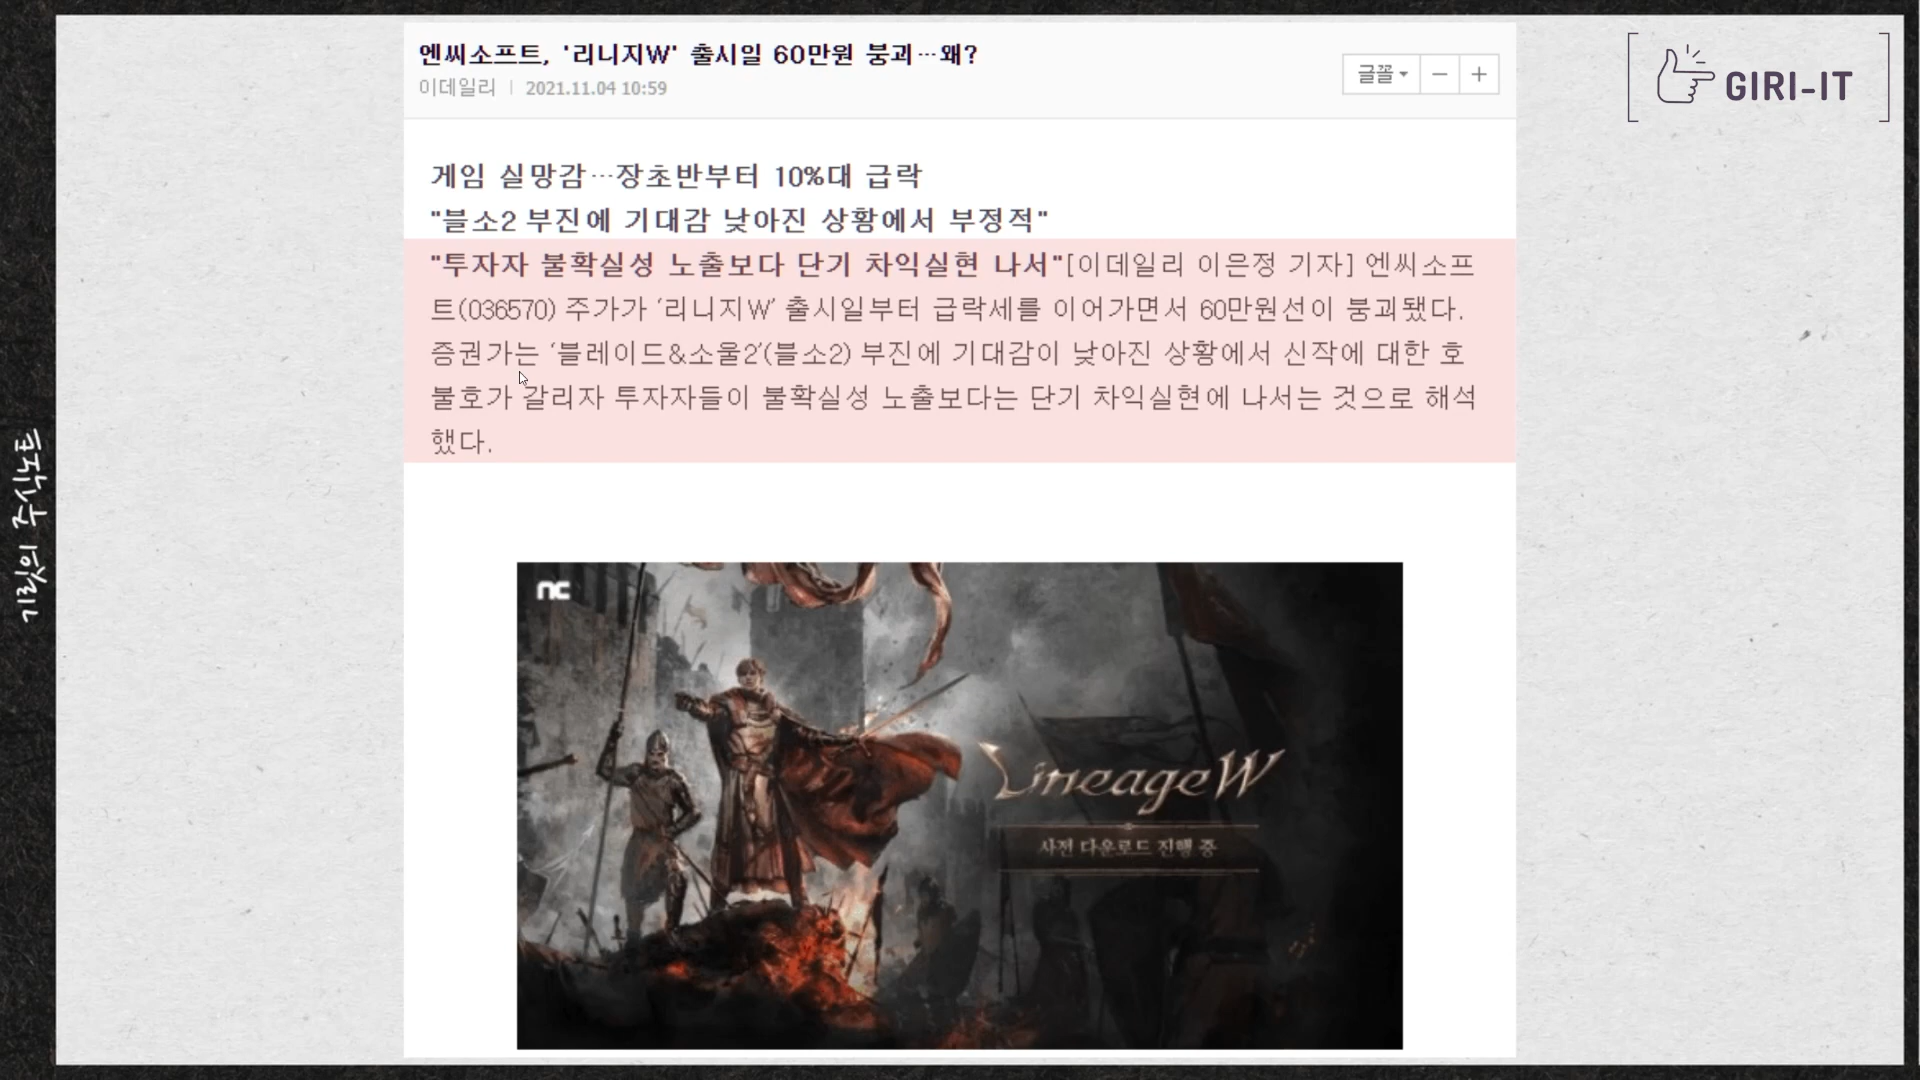 엔씨소프트, '리니지W' 출시일 60만원 붕괴…왜?
이데일리 | 2021.11.04 10:59
글꼴
GIRI-IT
게임 실망감…장초반부터 10%대 급락
"블소2 부진에 기대감 낮아진 상황에서 부정적"
"투자자 불확실성 노출보다 단기 차익실현 나서"[이데일리 이은정 기자] 엔씨소프
트(036570) 주가가 ‘리니지W’ 출시일부터 급락세를 이어가면서 60만원선이 붕괴됐다.
증권가는 ‘블레이드&소울2’(블소2) 부진에 기대감이 낮아진 상황에서 신작에 대한 호
불호가 갈리자 투자자들이 불확실성 노출보다는 단기 차익실현에 나서는 것으로 해석
했다.
nc
Lineage W
사전 다운로드 진행 중
기릿의 주식노트